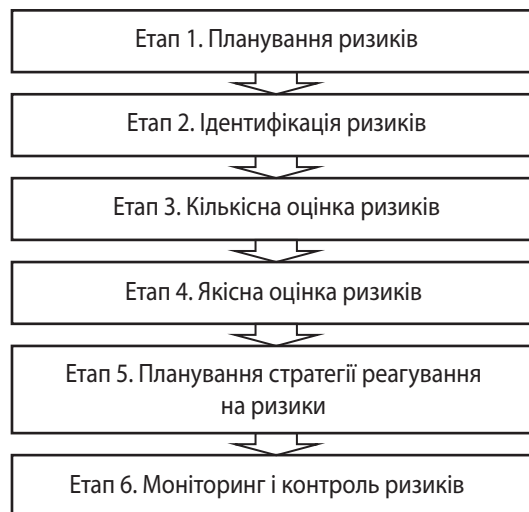 Етап 1. Планування ризиків
Етап 2. Ідентифікація ризиків
Етап 3. Кількісна оцінка ризиків
Етап 4. Якісна оцінка ризиків
Етап 5. Планування стратегії реагування
на ризики
Етап 6. Моніторинг і контроль ризиків